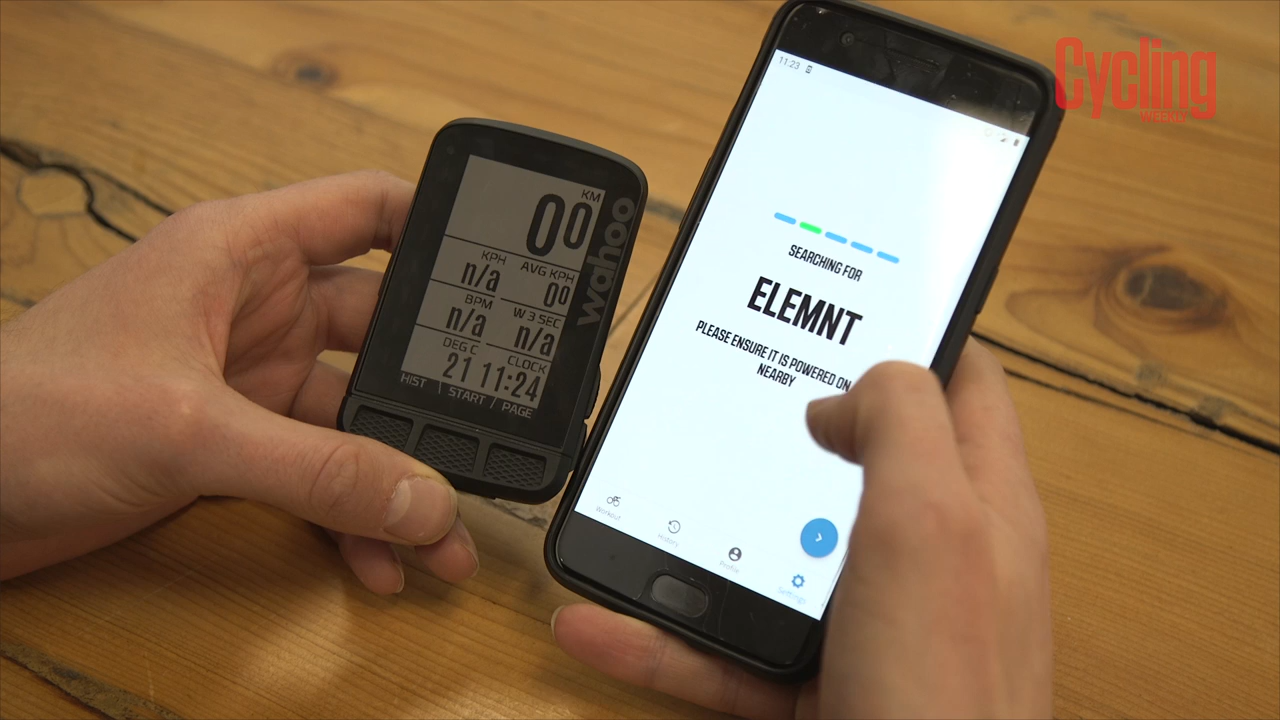 Cycling
WEEKLY
wahoo
KM
00
KPH
AVG KPH
n/a
00
BPM
W 3 SEC
n/a
n/a
DEG C
CLOCK
21
11:24
HIST
START
PAGE
11:23
SEARCHING FOR
ELEMNT
PLEASE ENSURE IT IS POWERED ON
NEARBY
Workout
History
Profile
Settings